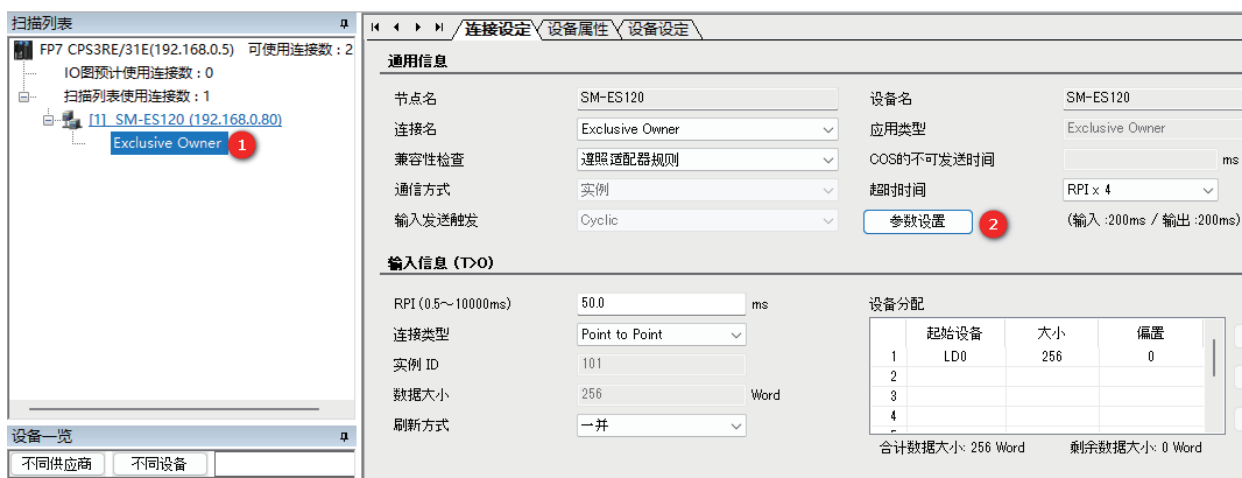 扫描列表
FP7 CPS3RE/31E(192.168.0.5) 可使用连接数 : 2
IO图预计使用连接数 : 0
扫描列表使用连接数 : 1
[1] SM-ES120 (192.168.0.80)
Exclusive Owner 1
设备一览
不同供应商 不同设备
连接设定 设备属性 设备设定
通用信息
节点名 SM-ES120 设备名 SM-ES120
连接名 Exclusive Owner 应用类型 Exclusive Owner
兼容性检查 遵照适配器规则 COS的不可发送时间 ms
通信方式 实例 超时时间 RPI x 4
输入发送触发 Cyclic 参数设置 2 (输入 :200ms / 输出 :200ms)
输入信息 (T>O)
RPI (0.5~10000ms) 50.0 ms 设备分配
连接类型 Point to Point
实例 ID 101
数据大小 256 Word
刷新方式 一并
起始设备 大小 偏置
1 LD0 256 0
2
3
4
合计数据大小: 256 Word 剩余数据大小: 0 Word